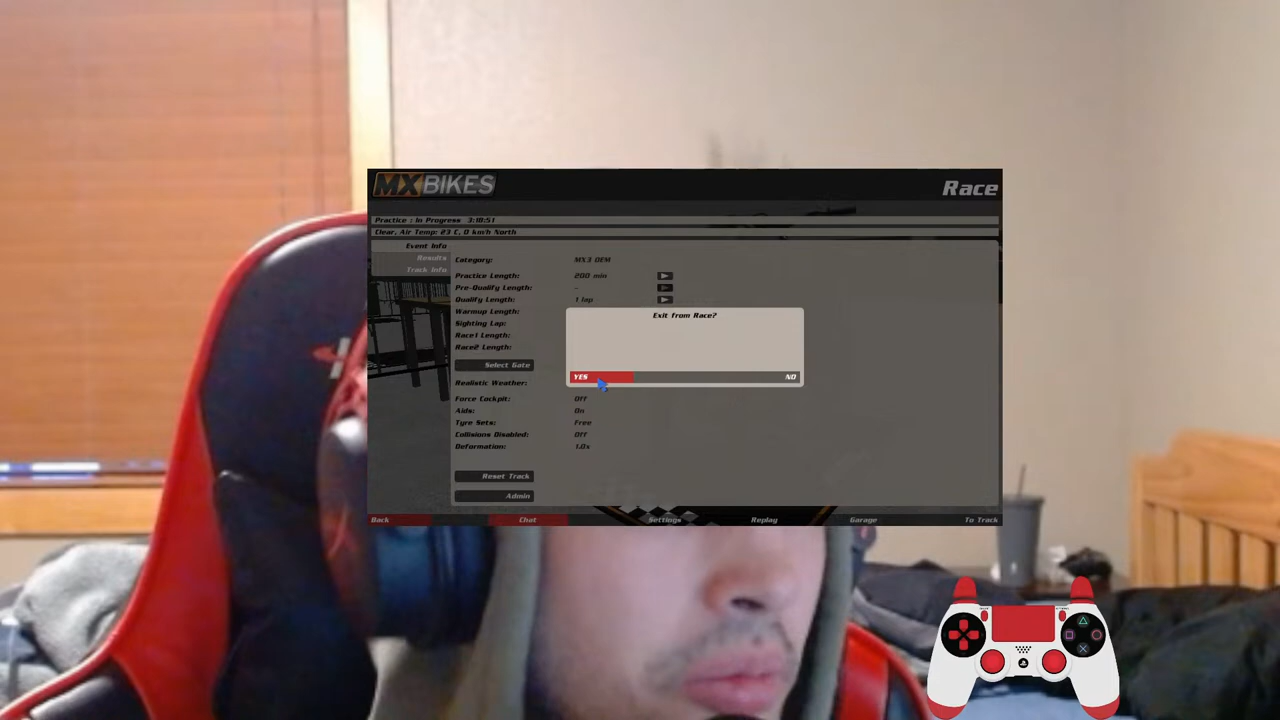 MXBIKES
Race
Practice : In Progress 3:18:51
Clear, Air Temp: 23 C, 0 km/h North
Event Info
Results
Track Info
Category: MX3 OEM
Practice Length: 200 min
Pre-Qualify Length: -
Qualify Length: 1 lap
Warmup Length:
Sighting Lap:
Race1 Length:
Race2 Length:
Select Gate
Realistic Weather:
Force Cockpit: Off
Aids: On
Tyre Sets: Free
Collisions Disabled: Off
Deformation: 1.0x
Reset Track
Admin
Exit from Race?
YES NO
Back Chat Settings Replay Garage To Track